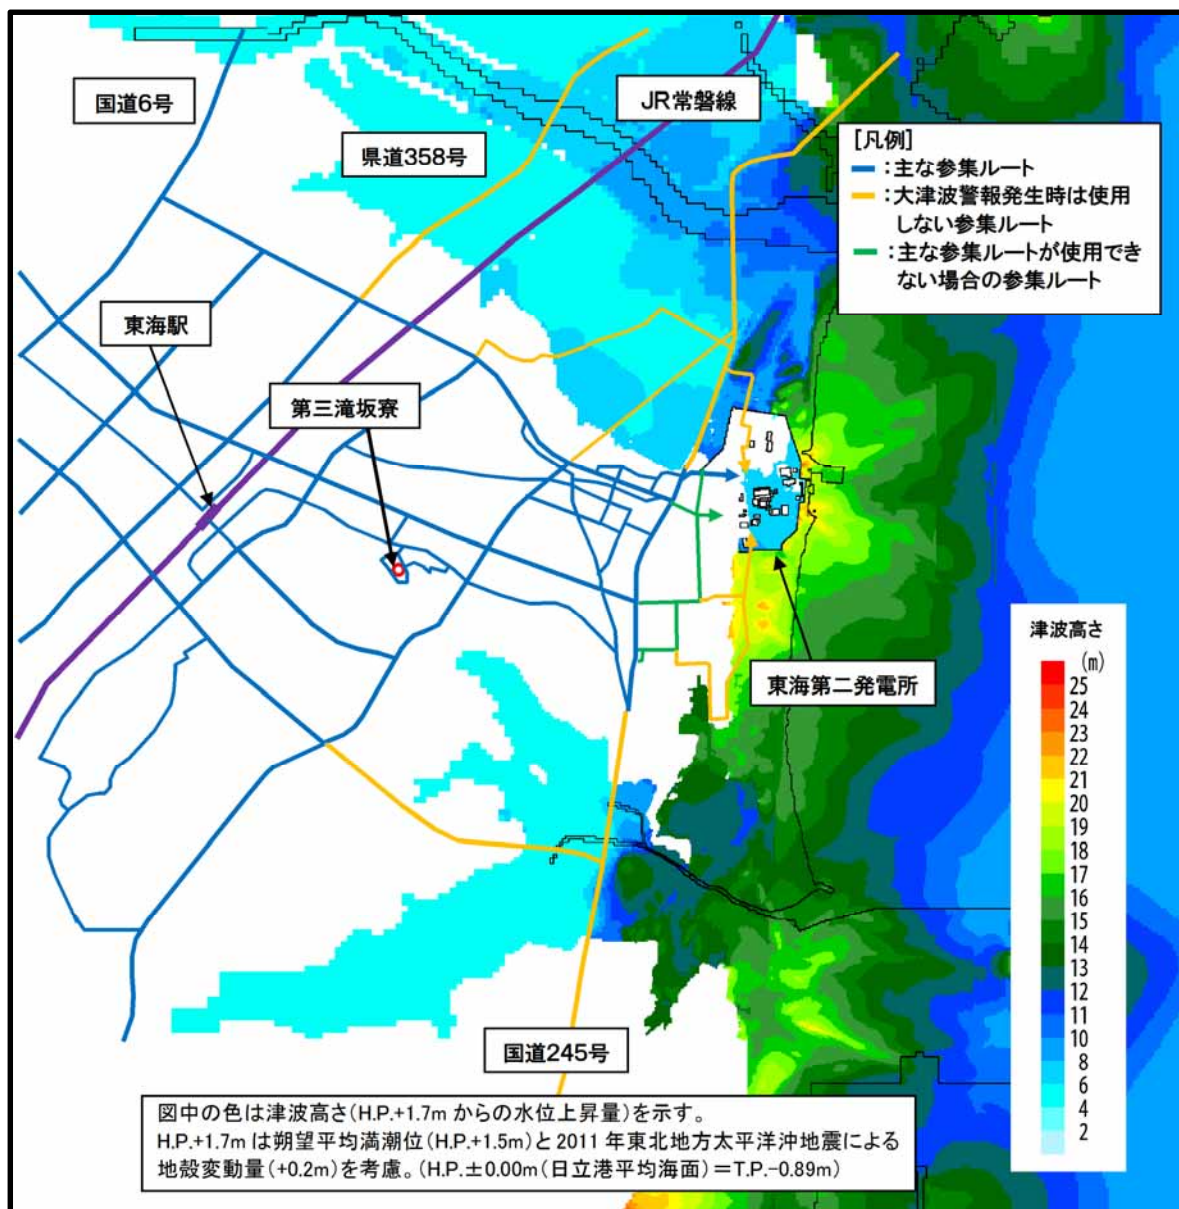 国道6号
JR常磐線
県道358号
[凡例]
:主な参集ルート
:大津波警報発生時は使用
しない参集ルート
:主な参集ルートが使用でき
ない場合の参集ルート
東海駅
第三滝坂寮
東海第二発電所
津波高さ
(m)
25
24
23
22
21
20
19
18
17
16
15
14
13
12
11
10
8
6
4
2
国道245号
図中の色は津波高さ(H.P.+1.7m からの水位上昇量)を示す。
H.P.+1.7m は朔望平均満潮位(H.P.+1.5m)と2011年東北地方太平洋沖地震による
地殻変動量(+0.2m)を考慮。(H.P.±0.00m(日立港平均海面)=T.P.-0.89m)